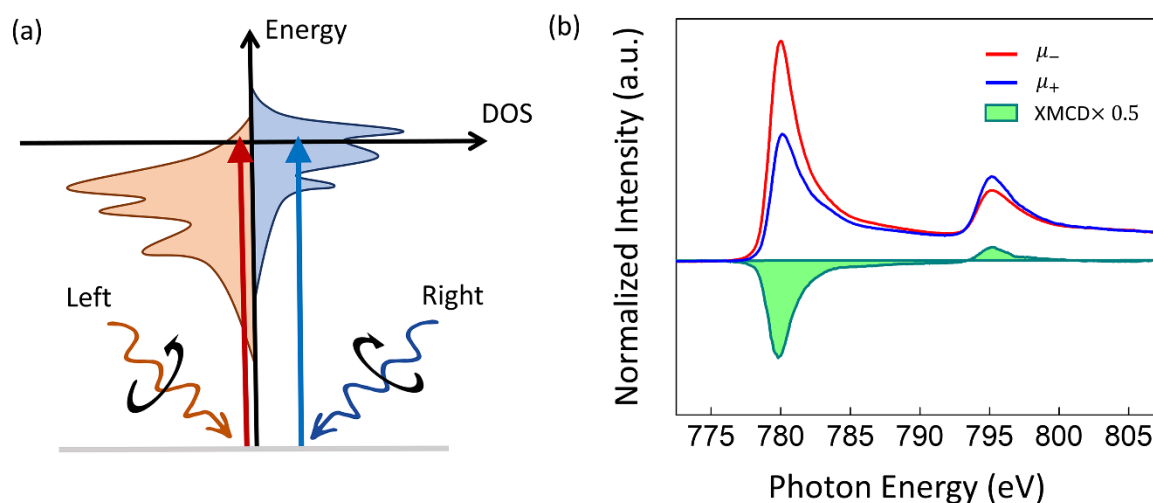 (a)
Energy
DOS
Left
Right
(b)
Normalized Intensity (a.u.)
μ₋
μ₊
XMCD× 0.5
775 780 785 790 795 800 805
Photon Energy (eV)